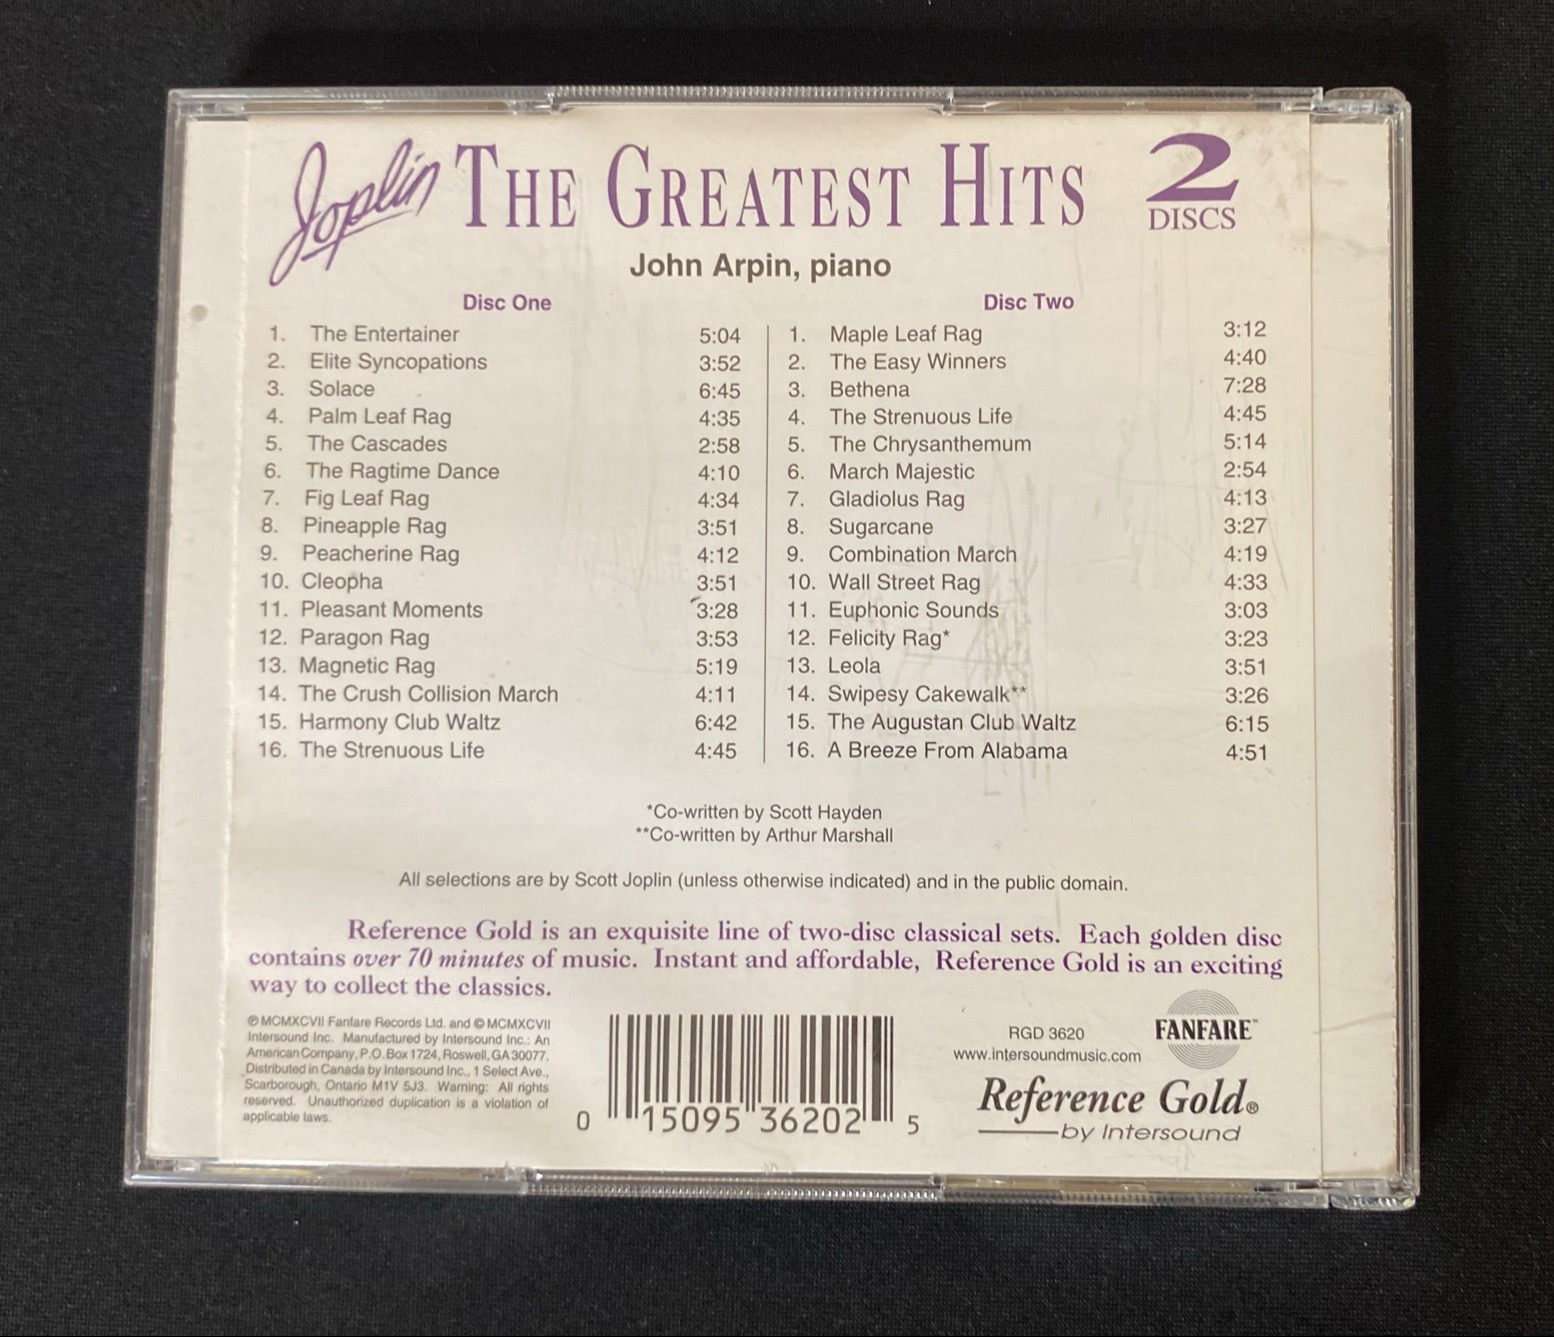 Joplin THE GREATEST HITS 2
DISCS
John Arpin, piano
Disc One
1. The Entertainer 5:04
2. Elite Syncopations 3:52
3. Solace 6:45
4. Palm Leaf Rag 4:35
5. The Cascades 2:58
6. The Ragtime Dance 4:10
7. Fig Leaf Rag 4:34
8. Pineapple Rag 3:51
9. Peacherine Rag 4:12
10. Cleopha 3:51
11. Pleasant Moments 3:28
12. Paragon Rag 3:53
13. Magnetic Rag 5:19
14. The Crush Collision March 4:11
15. Harmony Club Waltz 6:42
16. The Strenuous Life 4:45
Disc Two
1. Maple Leaf Rag 3:12
2. The Easy Winners 4:40
3. Bethena 7:28
4. The Strenuous Life 4:45
5. The Chrysanthemum 5:14
6. March Majestic 2:54
7. Gladiolus Rag 4:13
8. Sugarcane 3:27
9. Combination March 4:19
10. Wall Street Rag 4:33
11. Euphonic Sounds 3:03
12. Felicity Rag* 3:23
13. Leola 3:51
14. Swipesy Cakewalk** 3:26
15. The Augustan Club Waltz 6:15
16. A Breeze From Alabama 4:51
*Co-written by Scott Hayden
**Co-written by Arthur Marshall
All selections are by Scott Joplin (unless otherwise indicated) and in the public domain.
Reference Gold is an exquisite line of two-disc classical sets. Each golden disc
contains over 70 minutes of music. Instant and affordable, Reference Gold is an exciting
way to collect the classics.
℗ MCMXCVII Fanfare Records Ltd. and © MCMXCVII
Intersound Inc. Manufactured by Intersound Inc.: An
American Company, P.O. Box 1724, Roswell, GA 30077.
Distributed in Canada by Intersound Inc., 1 Select Ave.,
Scarborough, Ontario M1V 5J3. Warning: All rights
reserved. Unauthorized duplication is a violation of
applicable laws.
0 15095 36202 5
RGD 3620
www.intersoundmusic.com
FANFARE™
Reference Gold®
by Intersound